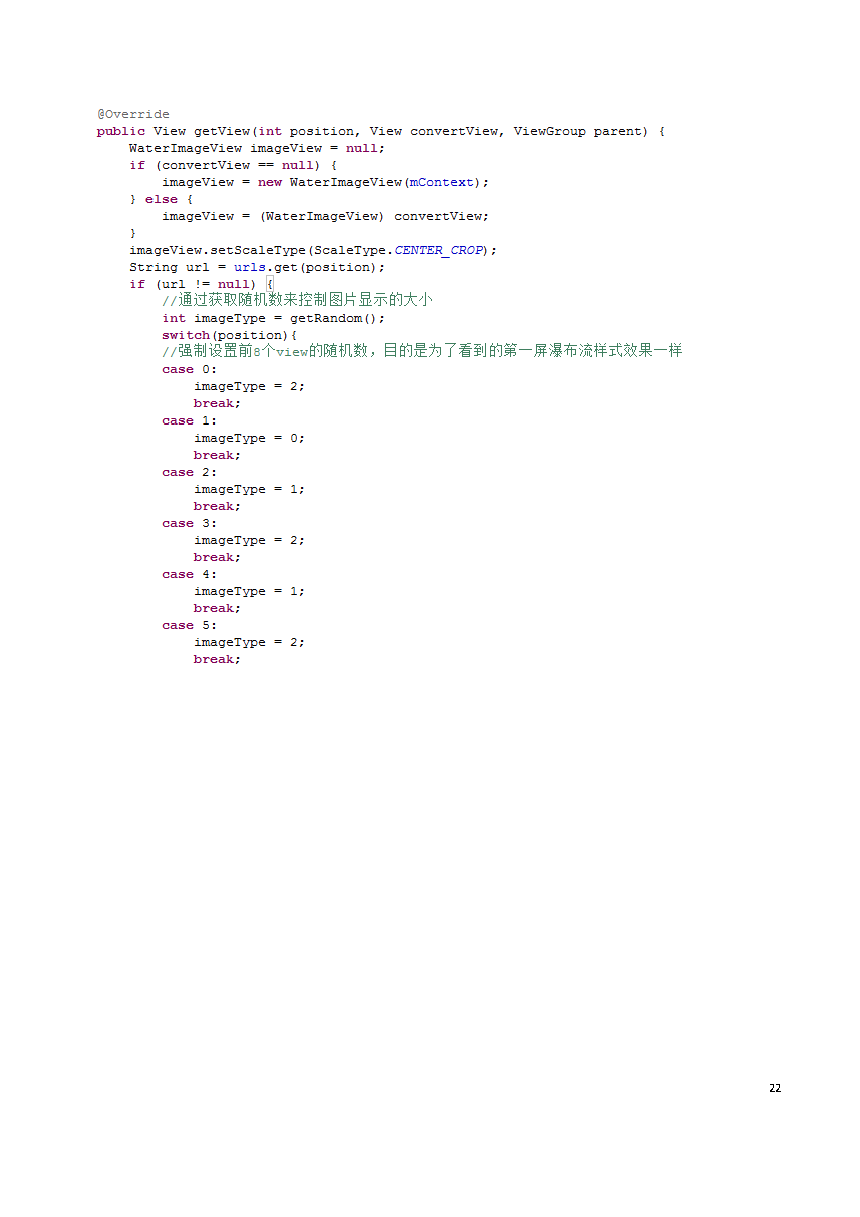 @Override
public View getView(int position, View convertView, ViewGroup parent) {
    WaterImageView imageView = null;
    if (convertView == null) {
        imageView = new WaterImageView(mContext);
    } else {
        imageView = (WaterImageView) convertView;
    }
    imageView.setScaleType(ScaleType.CENTER_CROP);
    String url = urls.get(position);
    if (url != null) {
        //通过获取随机数来控制图片显示的大小
        int imageType = getRandom();
        switch(position){
        //强制设置前8个view的随机数，目的是为了看到的第一屏瀑布流样式效果一样
        case 0:
            imageType = 2;
            break;
        case 1:
            imageType = 0;
            break;
        case 2:
            imageType = 1;
            break;
        case 3:
            imageType = 2;
            break;
        case 4:
            imageType = 1;
            break;
        case 5:
            imageType = 2;
            break;
22